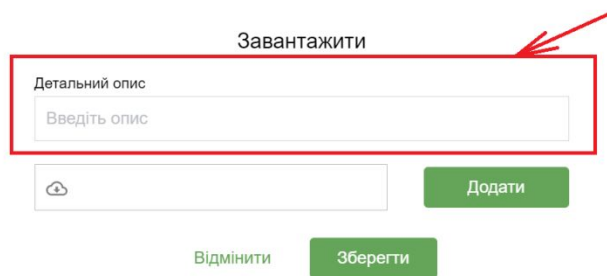 Завантажити
Детальний опис
Введіть опис
Додати
Відмінити
Зберегти